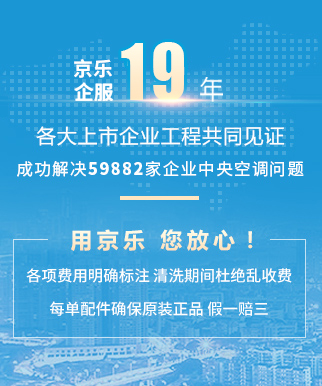 京乐
企服 19 年
各大上市企业工程共同见证
成功解决59882家企业中央空调问题
用京乐 您放心！
各项费用明确标注 清洗期间杜绝乱收费
每单配件确保原装正品 假一赔三